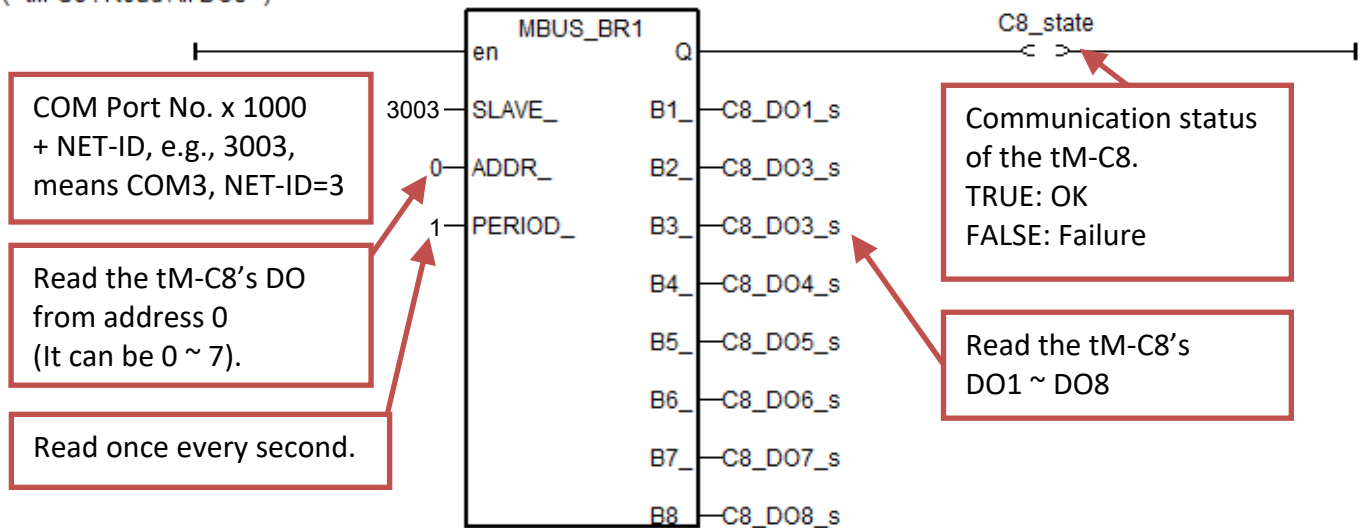 MBUS_BR1
C8_state
en
Q
COM Port No. x 1000
+ NET-ID, e.g., 3003,
means COM3, NET-ID=3
3003
SLAVE_
B1_
C8_DO1_s
0
ADDR_
B2_
C8_DO3_s
1
PERIOD_
B3_
C8_DO3_s
B4_
C8_DO4_s
B5_
C8_DO5_s
B6_
C8_DO6_s
B7_
C8_DO7_s
B8
C8_DO8_s
Communication status
of the tM-C8.
TRUE: OK
FALSE: Failure
Read the tM-C8’s DO
from address 0
(It can be 0 ~ 7).
Read the tM-C8’s
DO1 ~ DO8
Read once every second.